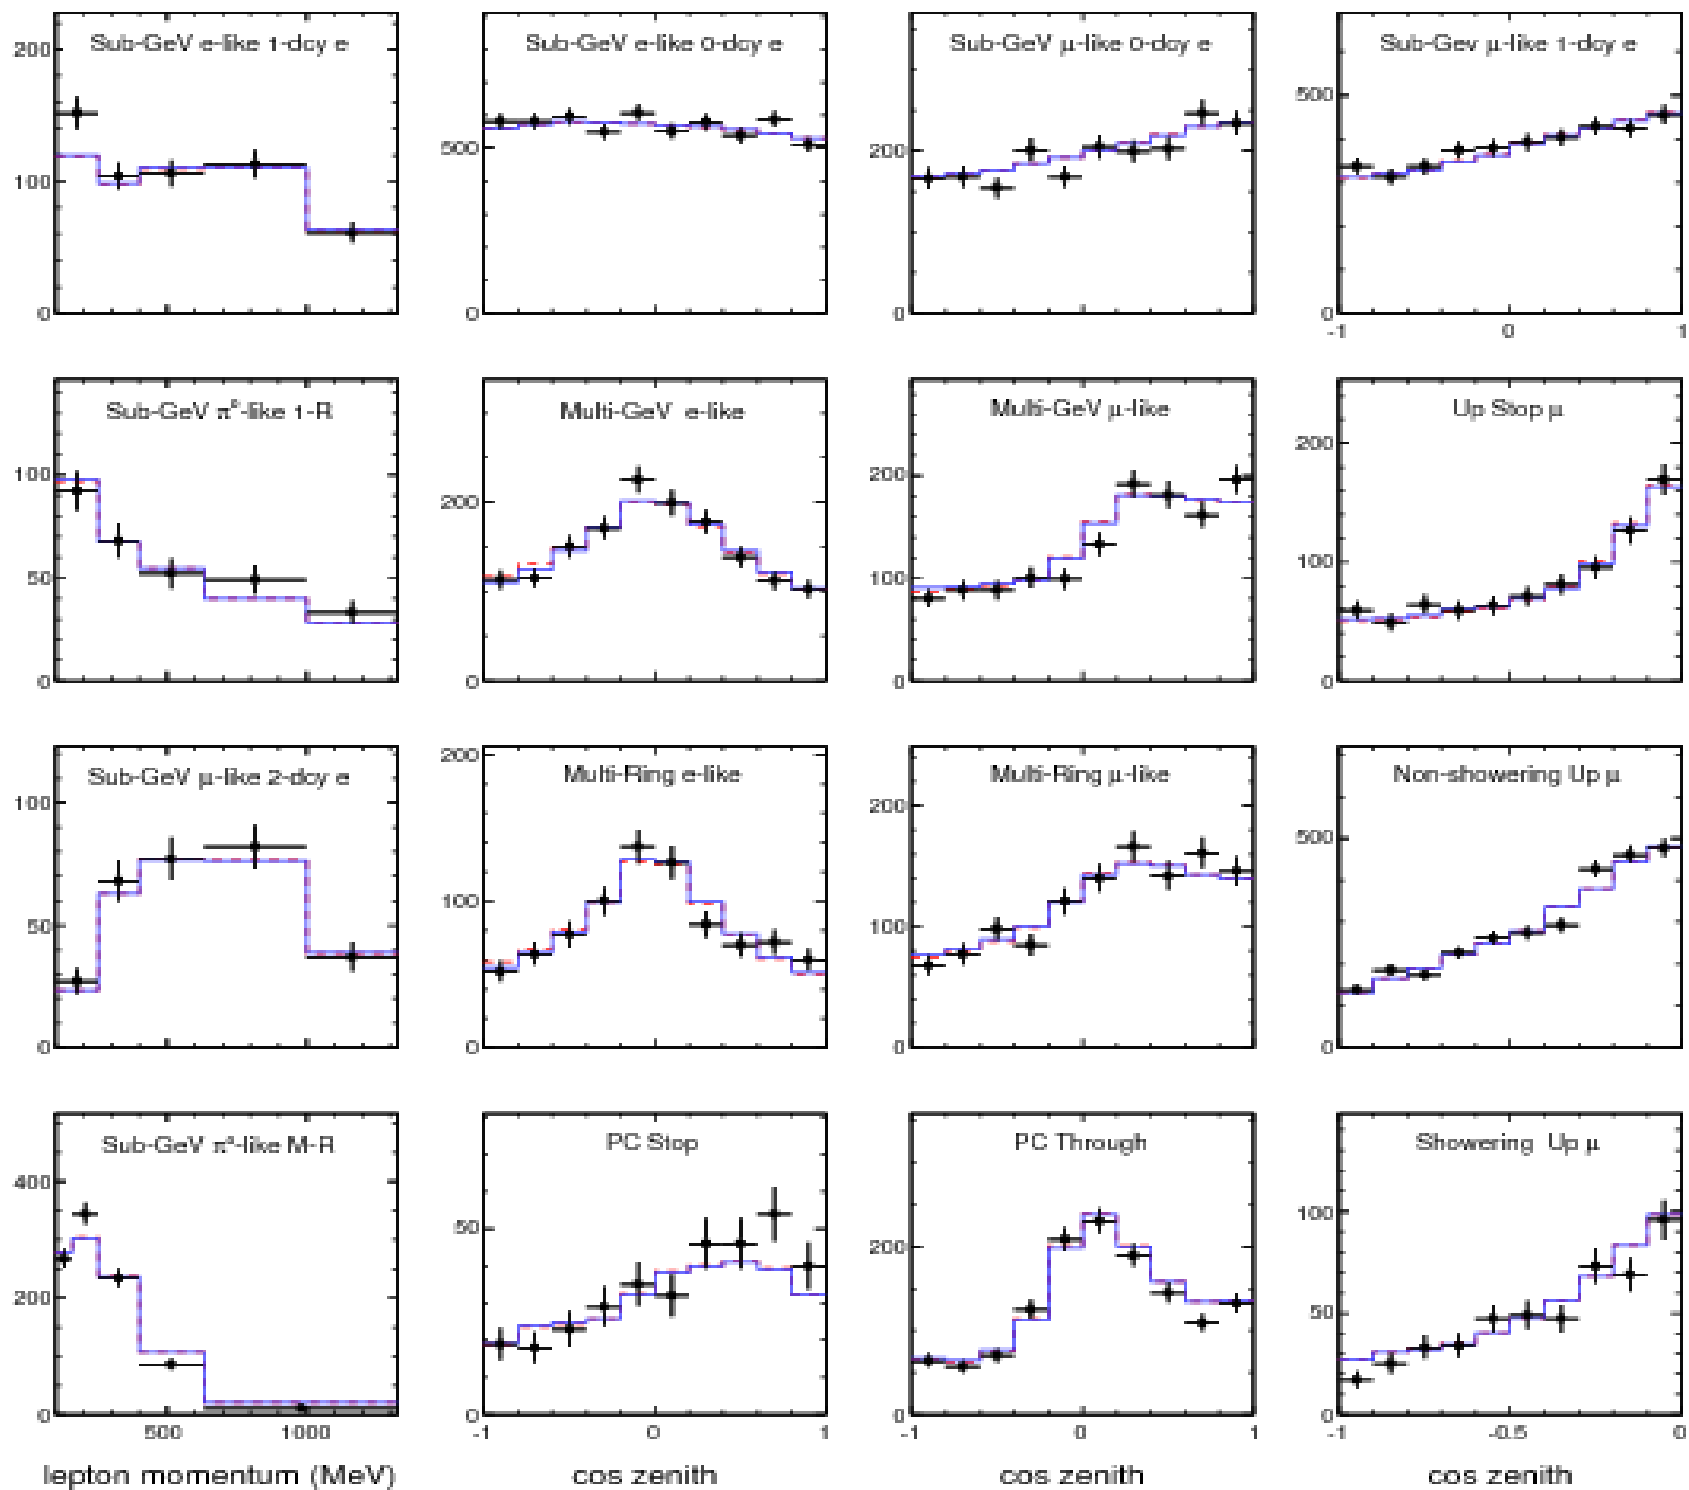 Sub-GeV e-like 1-dcy e
200
100
0
Sub-GeV e-like 0-dcy e
500
0
Sub-GeV μ-like 0-dcy e
200
0
Sub-Gev μ-like 1-dcy e
500
0
-1 0 1
Sub-GeV π⁰-like 1-R
100
50
0
Multi-GeV e-like
200
0
Multi-GeV μ-like
200
100
0
Up Stop μ
200
100
0
Sub-GeV μ-like 2-dcy e
100
50
0
Multi-Ring e-like
200
100
0
Multi-Ring μ-like
200
100
0
Non-showering Up μ
500
0
Sub-GeV π⁰-like M-R
400
200
0
500 1000
lepton momentum (MeV)
PC Stop
50
0
-1 0 1
cos zenith
PC Through
200
0
-1 0 1
cos zenith
Showering Up μ
100
50
0
-1 -0.5 0
cos zenith